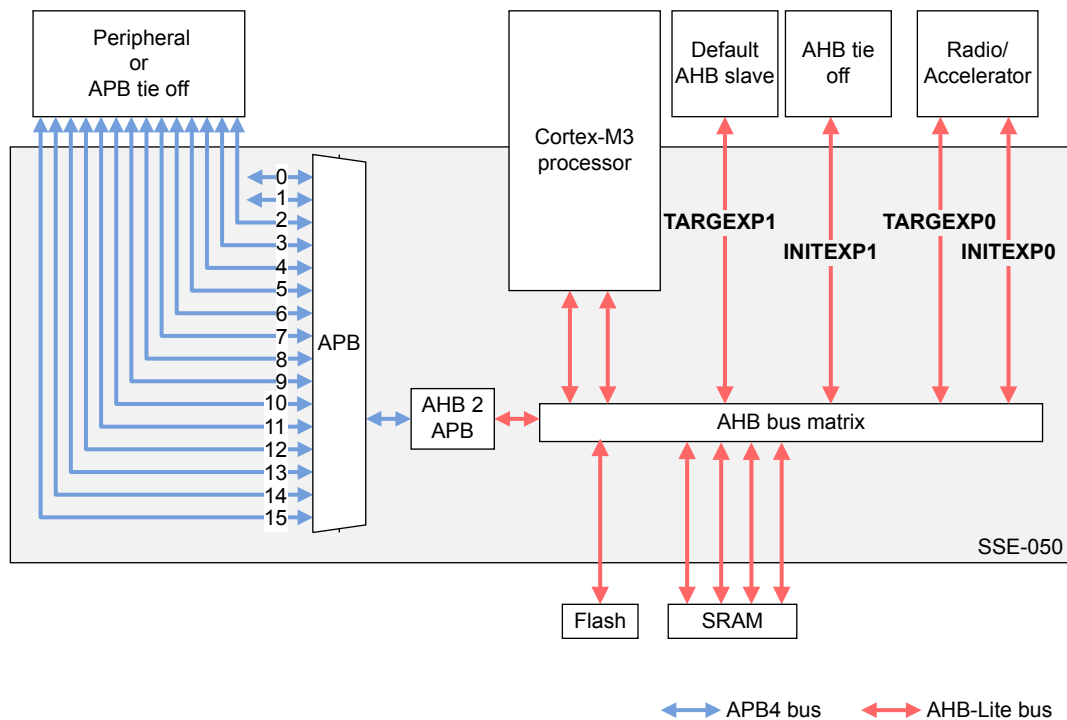 Peripheral
or
APB tie off
Cortex-M3
processor
Default
AHB slave
AHB tie
off
Radio/
Accelerator
0
1
2
3
4
5
6
7
8
9
10
11
12
13
14
15
APB
TARGEXP1
INITEXP1
TARGEXP0
INITEXP0
AHB 2
APB
AHB bus matrix
SSE-050
Flash
SRAM
APB4 bus
AHB-Lite bus